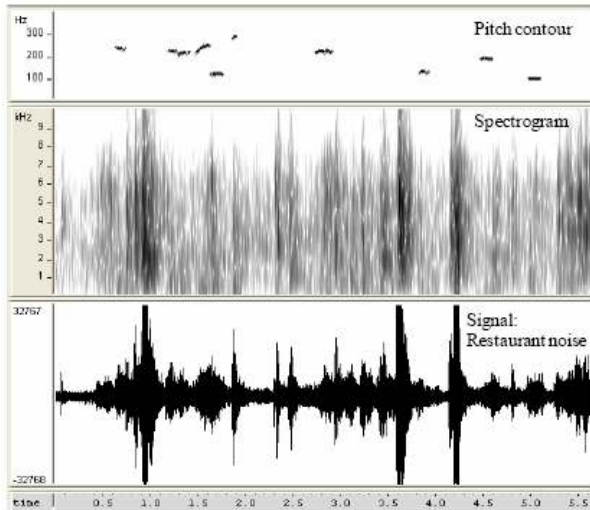 Hz
Pitch contour
300
200
100
kHz
Spectrogram
9
8
7
6
5
4
3
2
1
32767
Signal:
Restaurant noise
-32768
time 0.5 1.0 1.5 2.0 2.5 3.0 3.5 4.0 4.5 5.0 5.5